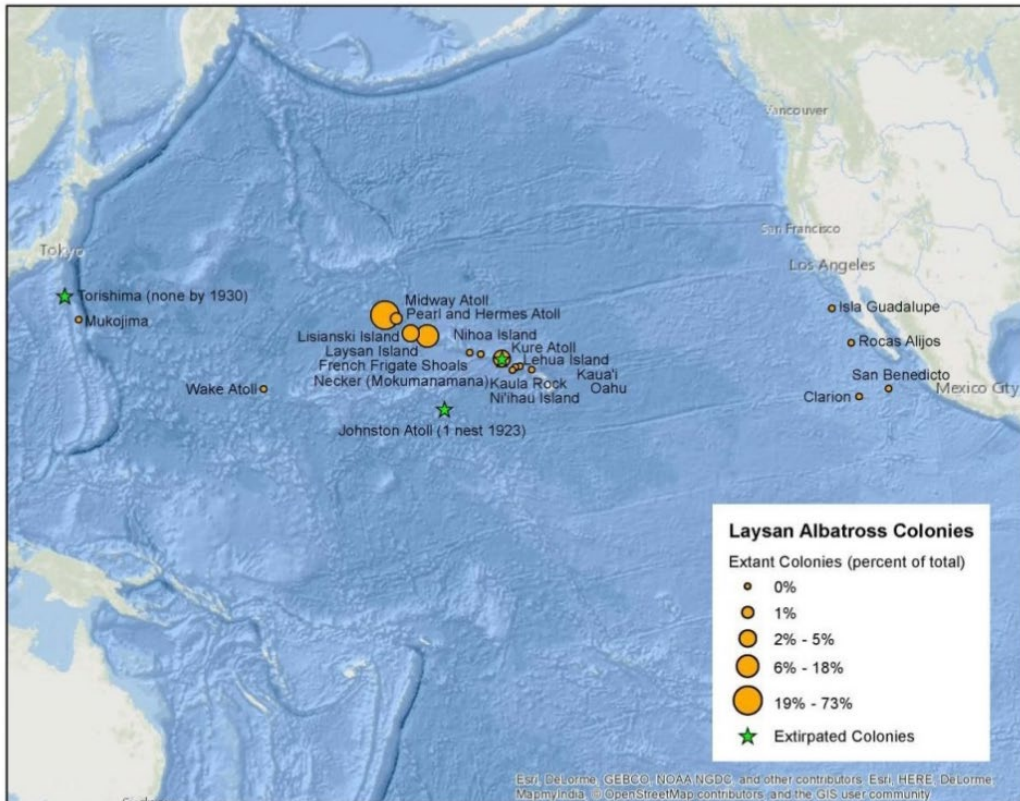 Vancouver
San Francisco
Tokyo
Los Angeles
Torishima (none by 1930)
Mukojima
Midway Atoll
Pearl and Hermes Atoll
Isla Guadalupe
Lisianski Island
Nihoa Island
Laysan Island
Kure Atoll
Rocas Alijos
French Frigate Shoals
Lehua Island
Necker (Mokumanamana)
Kaula Rock
Kaua'i
San Benedicto
Wake Atoll
Ni'ihau Island
Oahu
Clarion
Mexico City
Johnston Atoll (1 nest 1923)
Laysan Albatross Colonies
Extant Colonies (percent of total)
0%
1%
2% - 5%
6% - 18%
19% - 73%
Extirpated Colonies
Esri, DeLorme, GEBCO, NOAA NGDC, and other contributors, Esri, HERE, DeLorme,
MapmyIndia, © OpenStreetMap contributors, and the GIS user community